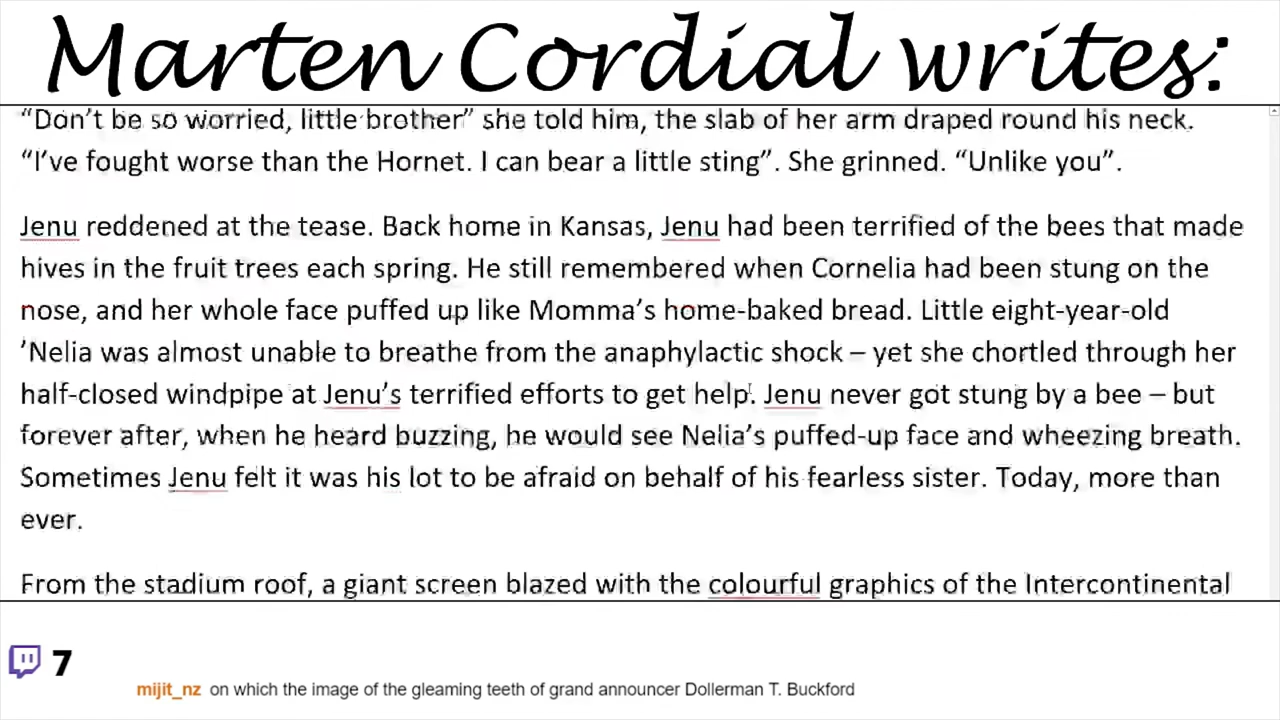 Marten Cordial writes:
“Don’t be so worried, little brother” she told him, the slab of her arm draped round his neck.
“I’ve fought worse than the Hornet. I can bear a little sting”. She grinned. “Unlike you”.
Jenu reddened at the tease. Back home in Kansas, Jenu had been terrified of the bees that made
hives in the fruit trees each spring. He still remembered when Cornelia had been stung on the
nose, and her whole face puffed up like Momma’s home-baked bread. Little eight-year-old
’Nelia was almost unable to breathe from the anaphylactic shock – yet she chortled through her
half-closed windpipe at Jenu’s terrified efforts to get help. Jenu never got stung by a bee – but
forever after, when he heard buzzing, he would see Nelia’s puffed-up face and wheezing breath.
Sometimes Jenu felt it was his lot to be afraid on behalf of his fearless sister. Today, more than
ever.
From the stadium roof, a giant screen blazed with the colourful graphics of the Intercontinental
7
mijit_nz on which the image of the gleaming teeth of grand announcer Dollerman T. Buckford